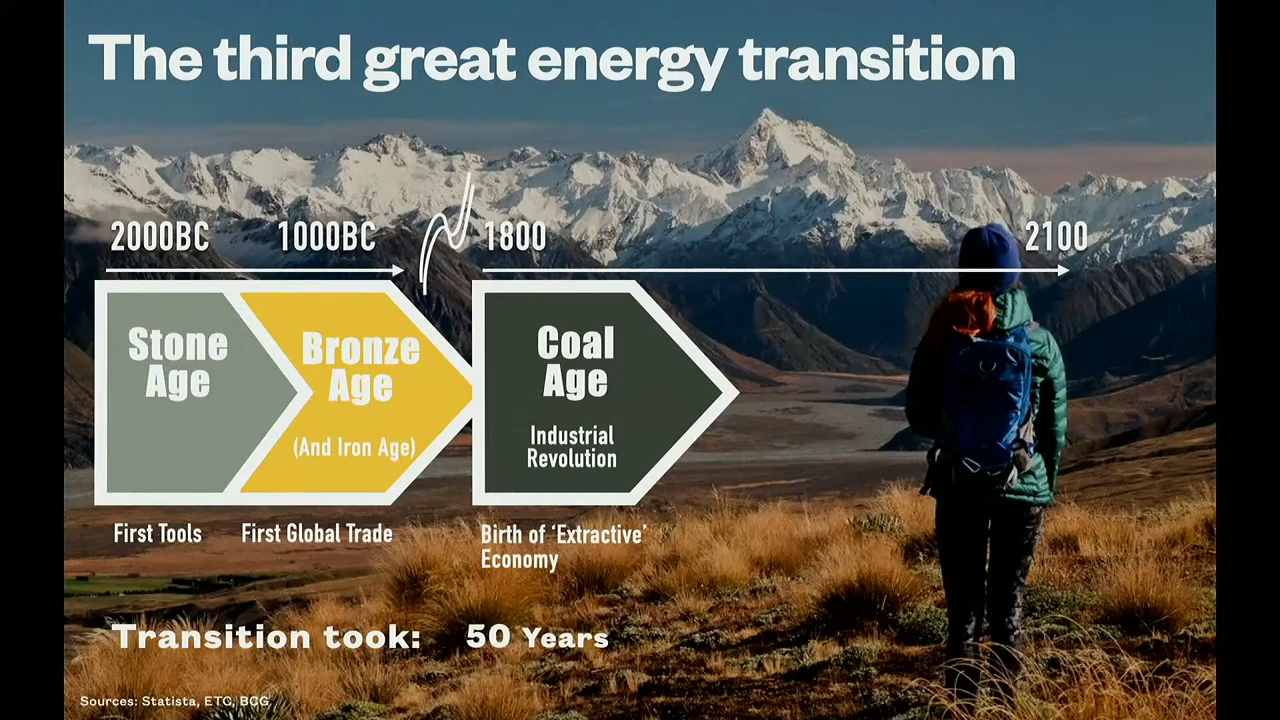 The third great energy transition
2000BC
1000BC
1800
2100
Stone
Age
Bronze
Age
(And Iron Age)
Coal
Age
Industrial
Revolution
First Tools
First Global Trade
Birth of ‘Extractive’
Economy
Transition took:
50 Years
Sources: Statista, ETC, BCG